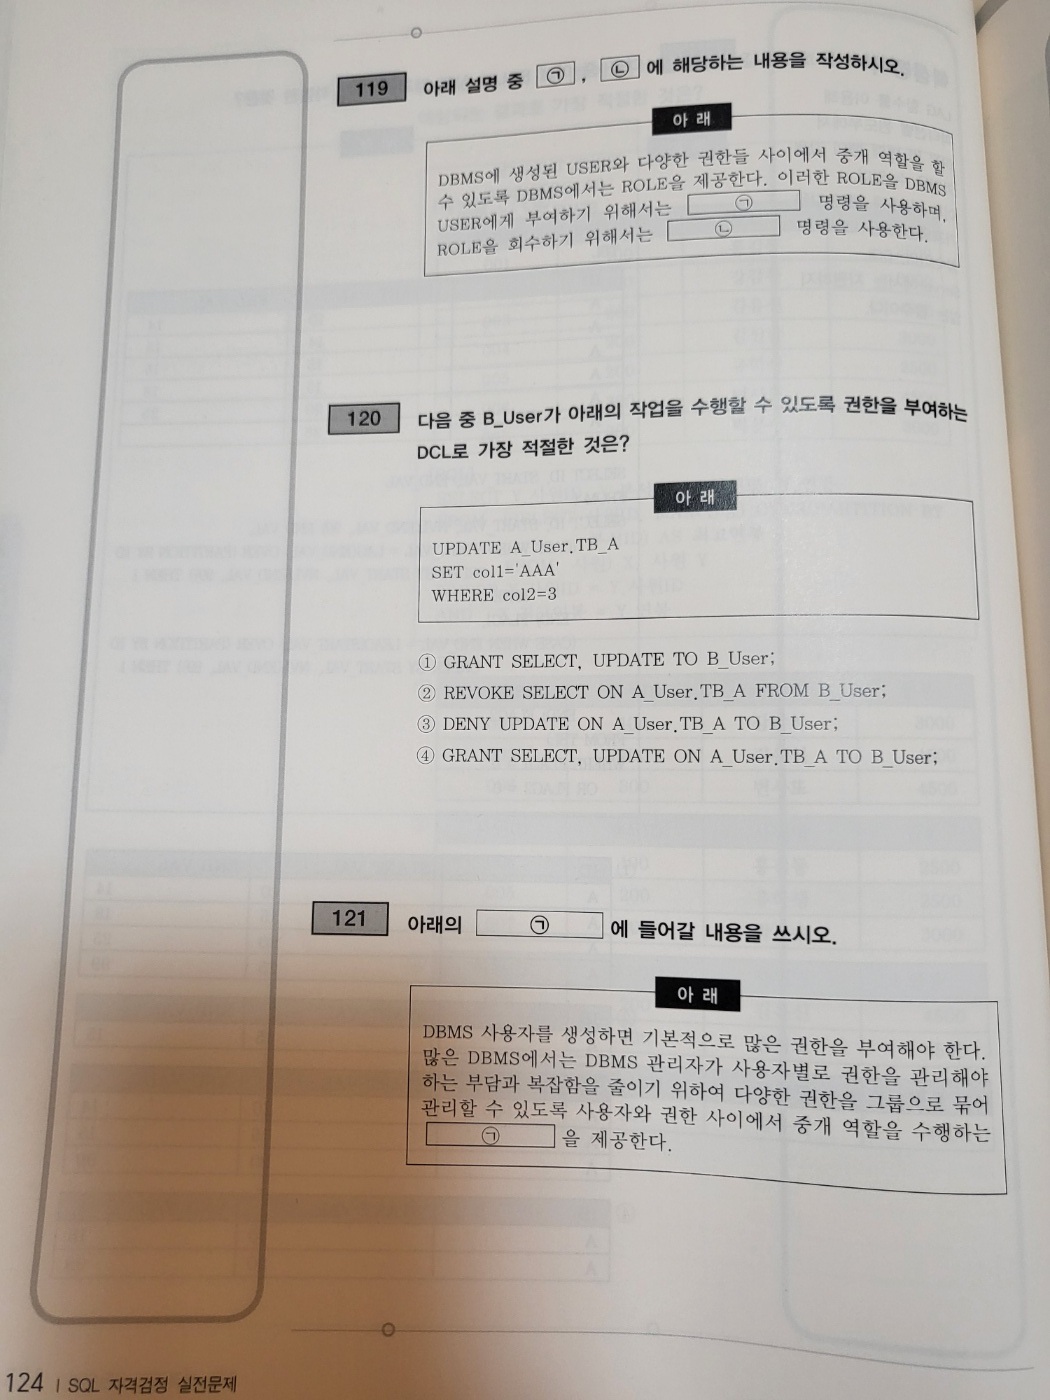 119 아래 설명 중 ㉠ , ㉡ 에 해당하는 내용을 작성하시오.
아 래
DBMS에 생성된 USER와 다양한 권한들 사이에서 중개 역할을 할
수 있도록 DBMS에서는 ROLE을 제공한다. 이러한 ROLE을 DBMS
USER에게 부여하기 위해서는 ㉠ 명령을 사용하며,
ROLE을 회수하기 위해서는 ㉡ 명령을 사용한다.
120 다음 중 B_User가 아래의 작업을 수행할 수 있도록 권한을 부여하는
DCL로 가장 적절한 것은?
아 래
UPDATE A_User.TB_A
SET col1='AAA'
WHERE col2=3
① GRANT SELECT, UPDATE TO B_User;
② REVOKE SELECT ON A_User.TB_A FROM B_User;
③ DENY UPDATE ON A_User.TB_A TO B_User;
④ GRANT SELECT, UPDATE ON A_User.TB_A TO B_User;
121 아래의 ㉠ 에 들어갈 내용을 쓰시오.
아 래
DBMS 사용자를 생성하면 기본적으로 많은 권한을 부여해야 한다.
많은 DBMS에서는 DBMS 관리자가 사용자별로 권한을 관리해야
하는 부담과 복잡함을 줄이기 위하여 다양한 권한을 그룹으로 묶어
관리할 수 있도록 사용자와 권한 사이에서 중개 역할을 수행하는
㉠ 을 제공한다.
124 | SQL 자격검정 실전문제